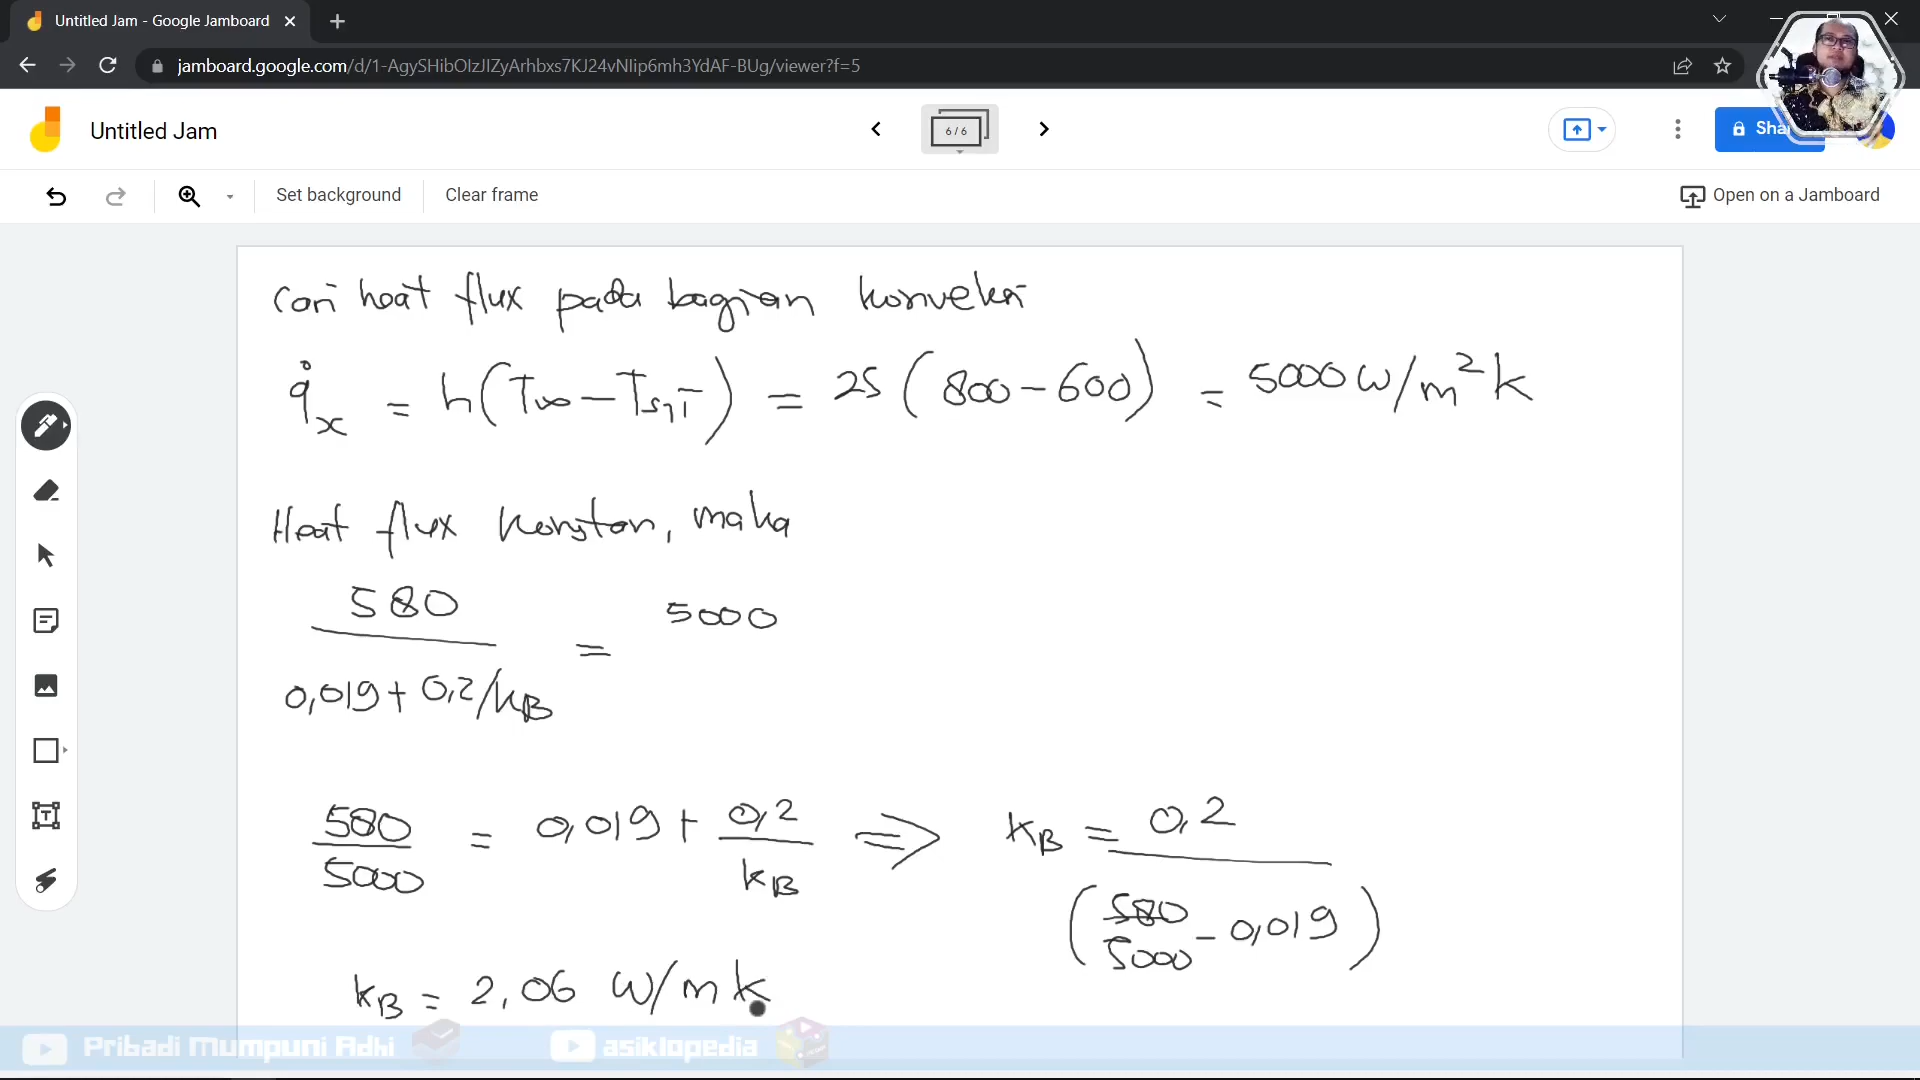 Untitled Jam - Google Jamboard
jamboard.google.com/d/1-AgySHibOIzJIZyArhbxs7KJ24vNlip6mh3YdAF-BUg/viewer?f=5
Untitled Jam
6 / 6
Set background
Clear frame
Open on a Jamboard
Cari heat flux pada bagian konveksi
q̇x = h(T∞ − Ts,i) = 25 (800 − 600) = 5000 W/m² K
Heat flux konstan, maka
580 / (0,019 + 0,2/kB) = 5000
580/5000 = 0,019 + 0,2/kB ⇒ kB = 0,2 / (580/5000 − 0,019)
kB = 2,06 W/m K
Pribadi Mumpuni Adhi
asiklopedia